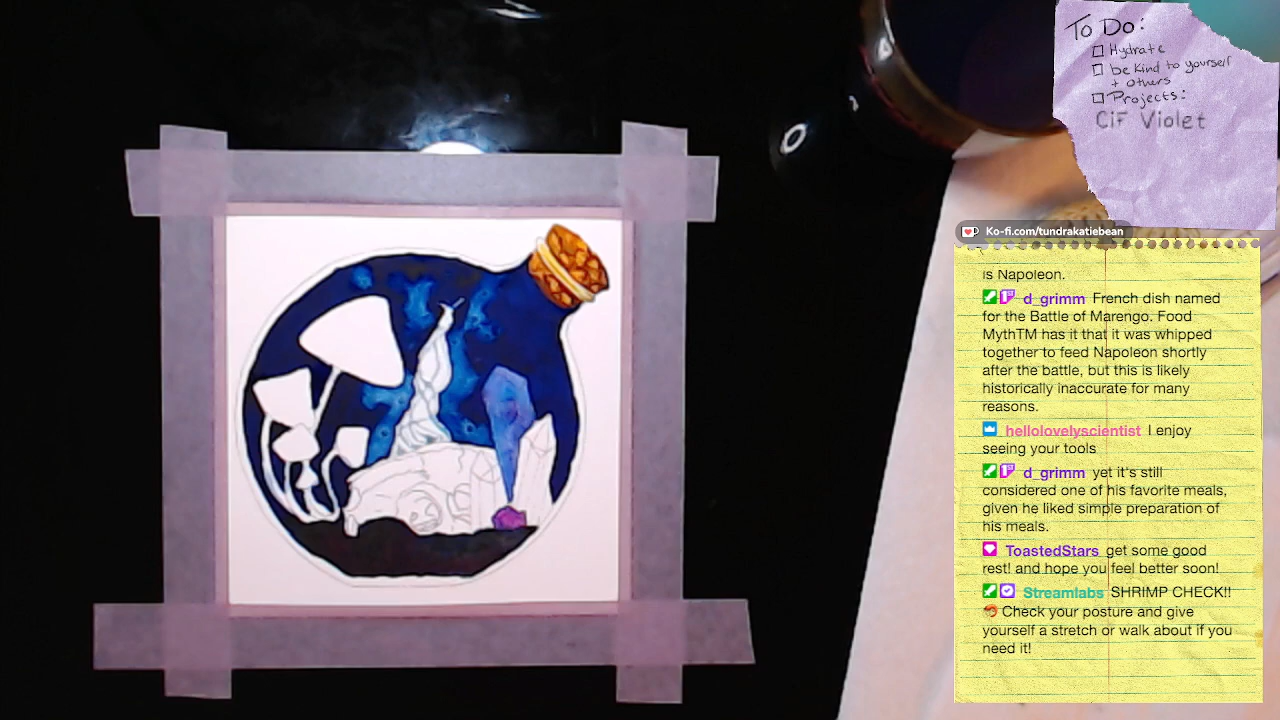 To Do:
Hydrate
be Kind to yourself
+ others
Projects:
CiF Violet
Ko-fi.com/tundrakatiebean
is Napoleon.
d_grimm French dish named
for the Battle of Marengo. Food
MythTM has it that it was whipped
together to feed Napoleon shortly
after the battle, but this is likely
historically inaccurate for many
reasons.
hellolovelyscientist I enjoy
seeing your tools
d_grimm yet it's still
considered one of his favorite meals,
given he liked simple preparation of
his meals.
ToastedStars get some good
rest! and hope you feel better soon!
Streamlabs SHRIMP CHECK!!
🦐 Check your posture and give
yourself a stretch or walk about if you
need it!